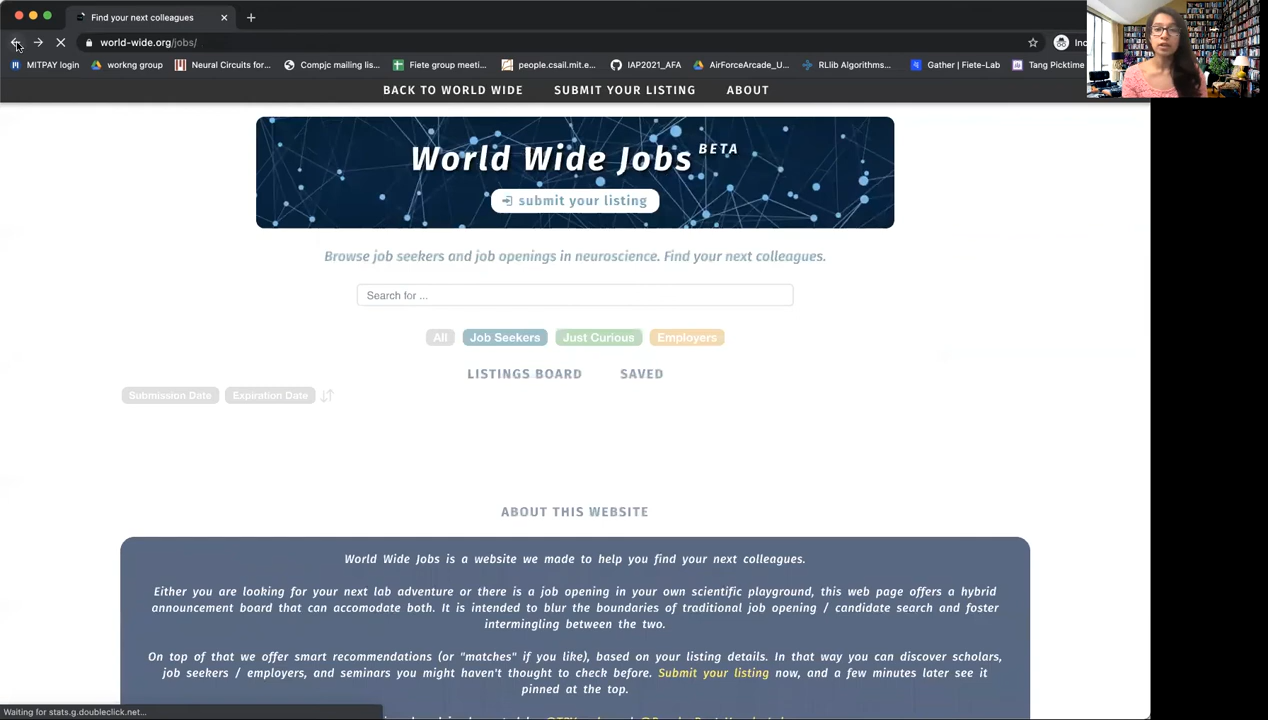 Find your next colleagues
world-wide.org/jobs/
MITPAY login
workng group
Neural Circuits for...
Compjc mailing lis...
Fiete group meeti...
people.csail.mit.e...
IAP2021_AFA
AirForceArcade_U...
RLlib Algorithms...
Gather | Fiete-Lab
Tang Picktime
BACK TO WORLD WIDE
SUBMIT YOUR LISTING
ABOUT
World Wide Jobs BETA
submit your listing
Browse job seekers and job openings in neuroscience. Find your next colleagues.
Search for ...
All
Job Seekers
Just Curious
Employers
LISTINGS BOARD
SAVED
Submission Date
Expiration Date
ABOUT THIS WEBSITE
World Wide Jobs is a website we made to help you find your next colleagues.
Either you are looking for your next lab adventure or there is a job opening in your own scientific playground, this web page offers a hybrid
announcement board that can accomodate both. It is intended to blur the boundaries of traditional job opening / candidate search and foster
intermingling between the two.
On top of that we offer smart recommendations (or "matches" if you like), based on your listing details. In that way you can discover scholars,
job seekers / employers, and seminars you might haven't thought to check before. Submit your listing now, and a few minutes later see it
pinned at the top.
Waiting for stats.g.doubleclick.net...